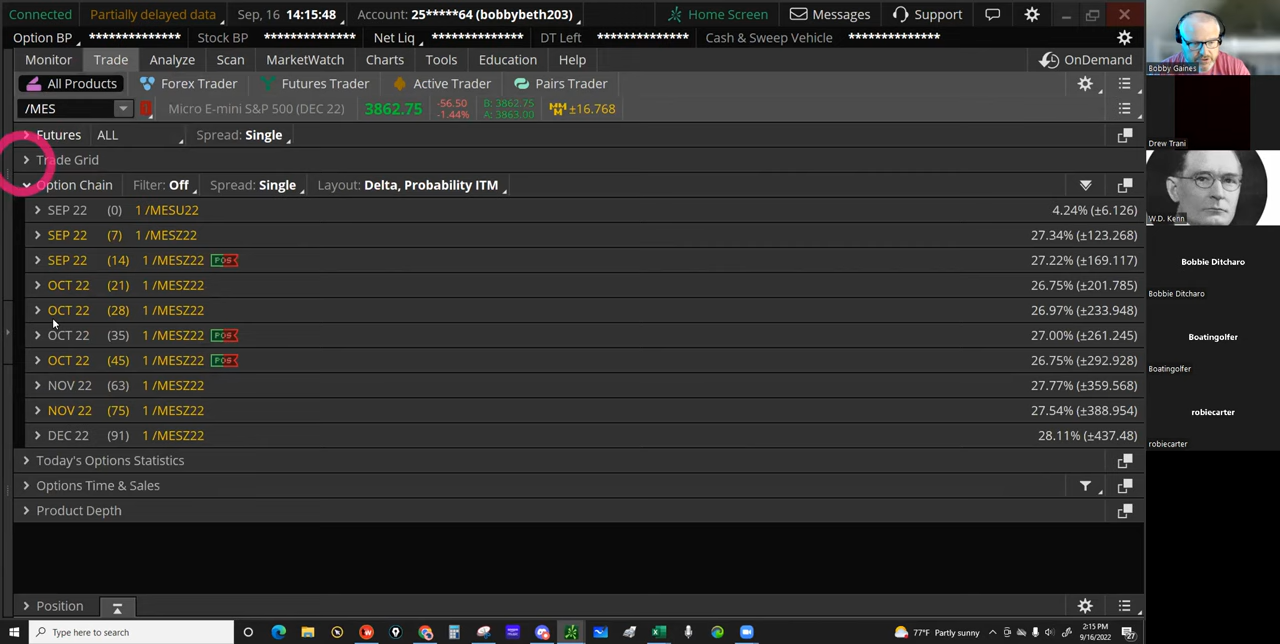 Connected Partially delayed data Sep, 16 14:15:48 Account: 25*****64 (bobbybeth203) Home Screen Messages Support
Option BP ************** Stock BP ************** Net Liq ************** DT Left ************** Cash & Sweep Vehicle **************
Monitor Trade Analyze Scan MarketWatch Charts Tools Education Help OnDemand
All Products Forex Trader Futures Trader Active Trader Pairs Trader
/MES Micro E-mini S&P 500 (DEC 22) 3862.75 -56.50 -1.44% B: 3862.75 A: 3863.00 ±16.768
Futures ALL Spread: Single
Trade Grid
Option Chain Filter: Off Spread: Single Layout: Delta, Probability ITM
SEP 22 (0) 1 /MESU22 4.24% (±6.126)
SEP 22 (7) 1 /MESZ22 27.34% (±123.268)
SEP 22 (14) 1 /MESZ22 POS 27.22% (±169.117)
OCT 22 (21) 1 /MESZ22 26.75% (±201.785)
OCT 22 (28) 1 /MESZ22 26.97% (±233.948)
OCT 22 (35) 1 /MESZ22 POS 27.00% (±261.245)
OCT 22 (45) 1 /MESZ22 POS 26.75% (±292.928)
NOV 22 (63) 1 /MESZ22 27.77% (±359.568)
NOV 22 (75) 1 /MESZ22 27.54% (±388.954)
DEC 22 (91) 1 /MESZ22 28.11% (±437.48)
Today's Options Statistics
Options Time & Sales
Product Depth
Position
Type here to search
77°F Partly sunny
2:15 PM
9/16/2022
27
Bobby Gaines
Drew Trani
W.D. Kenn
Bobbie Ditcharo
Bobbie Ditcharo
Boatingolfer
Boatingolfer
robiecarter
robiecarter